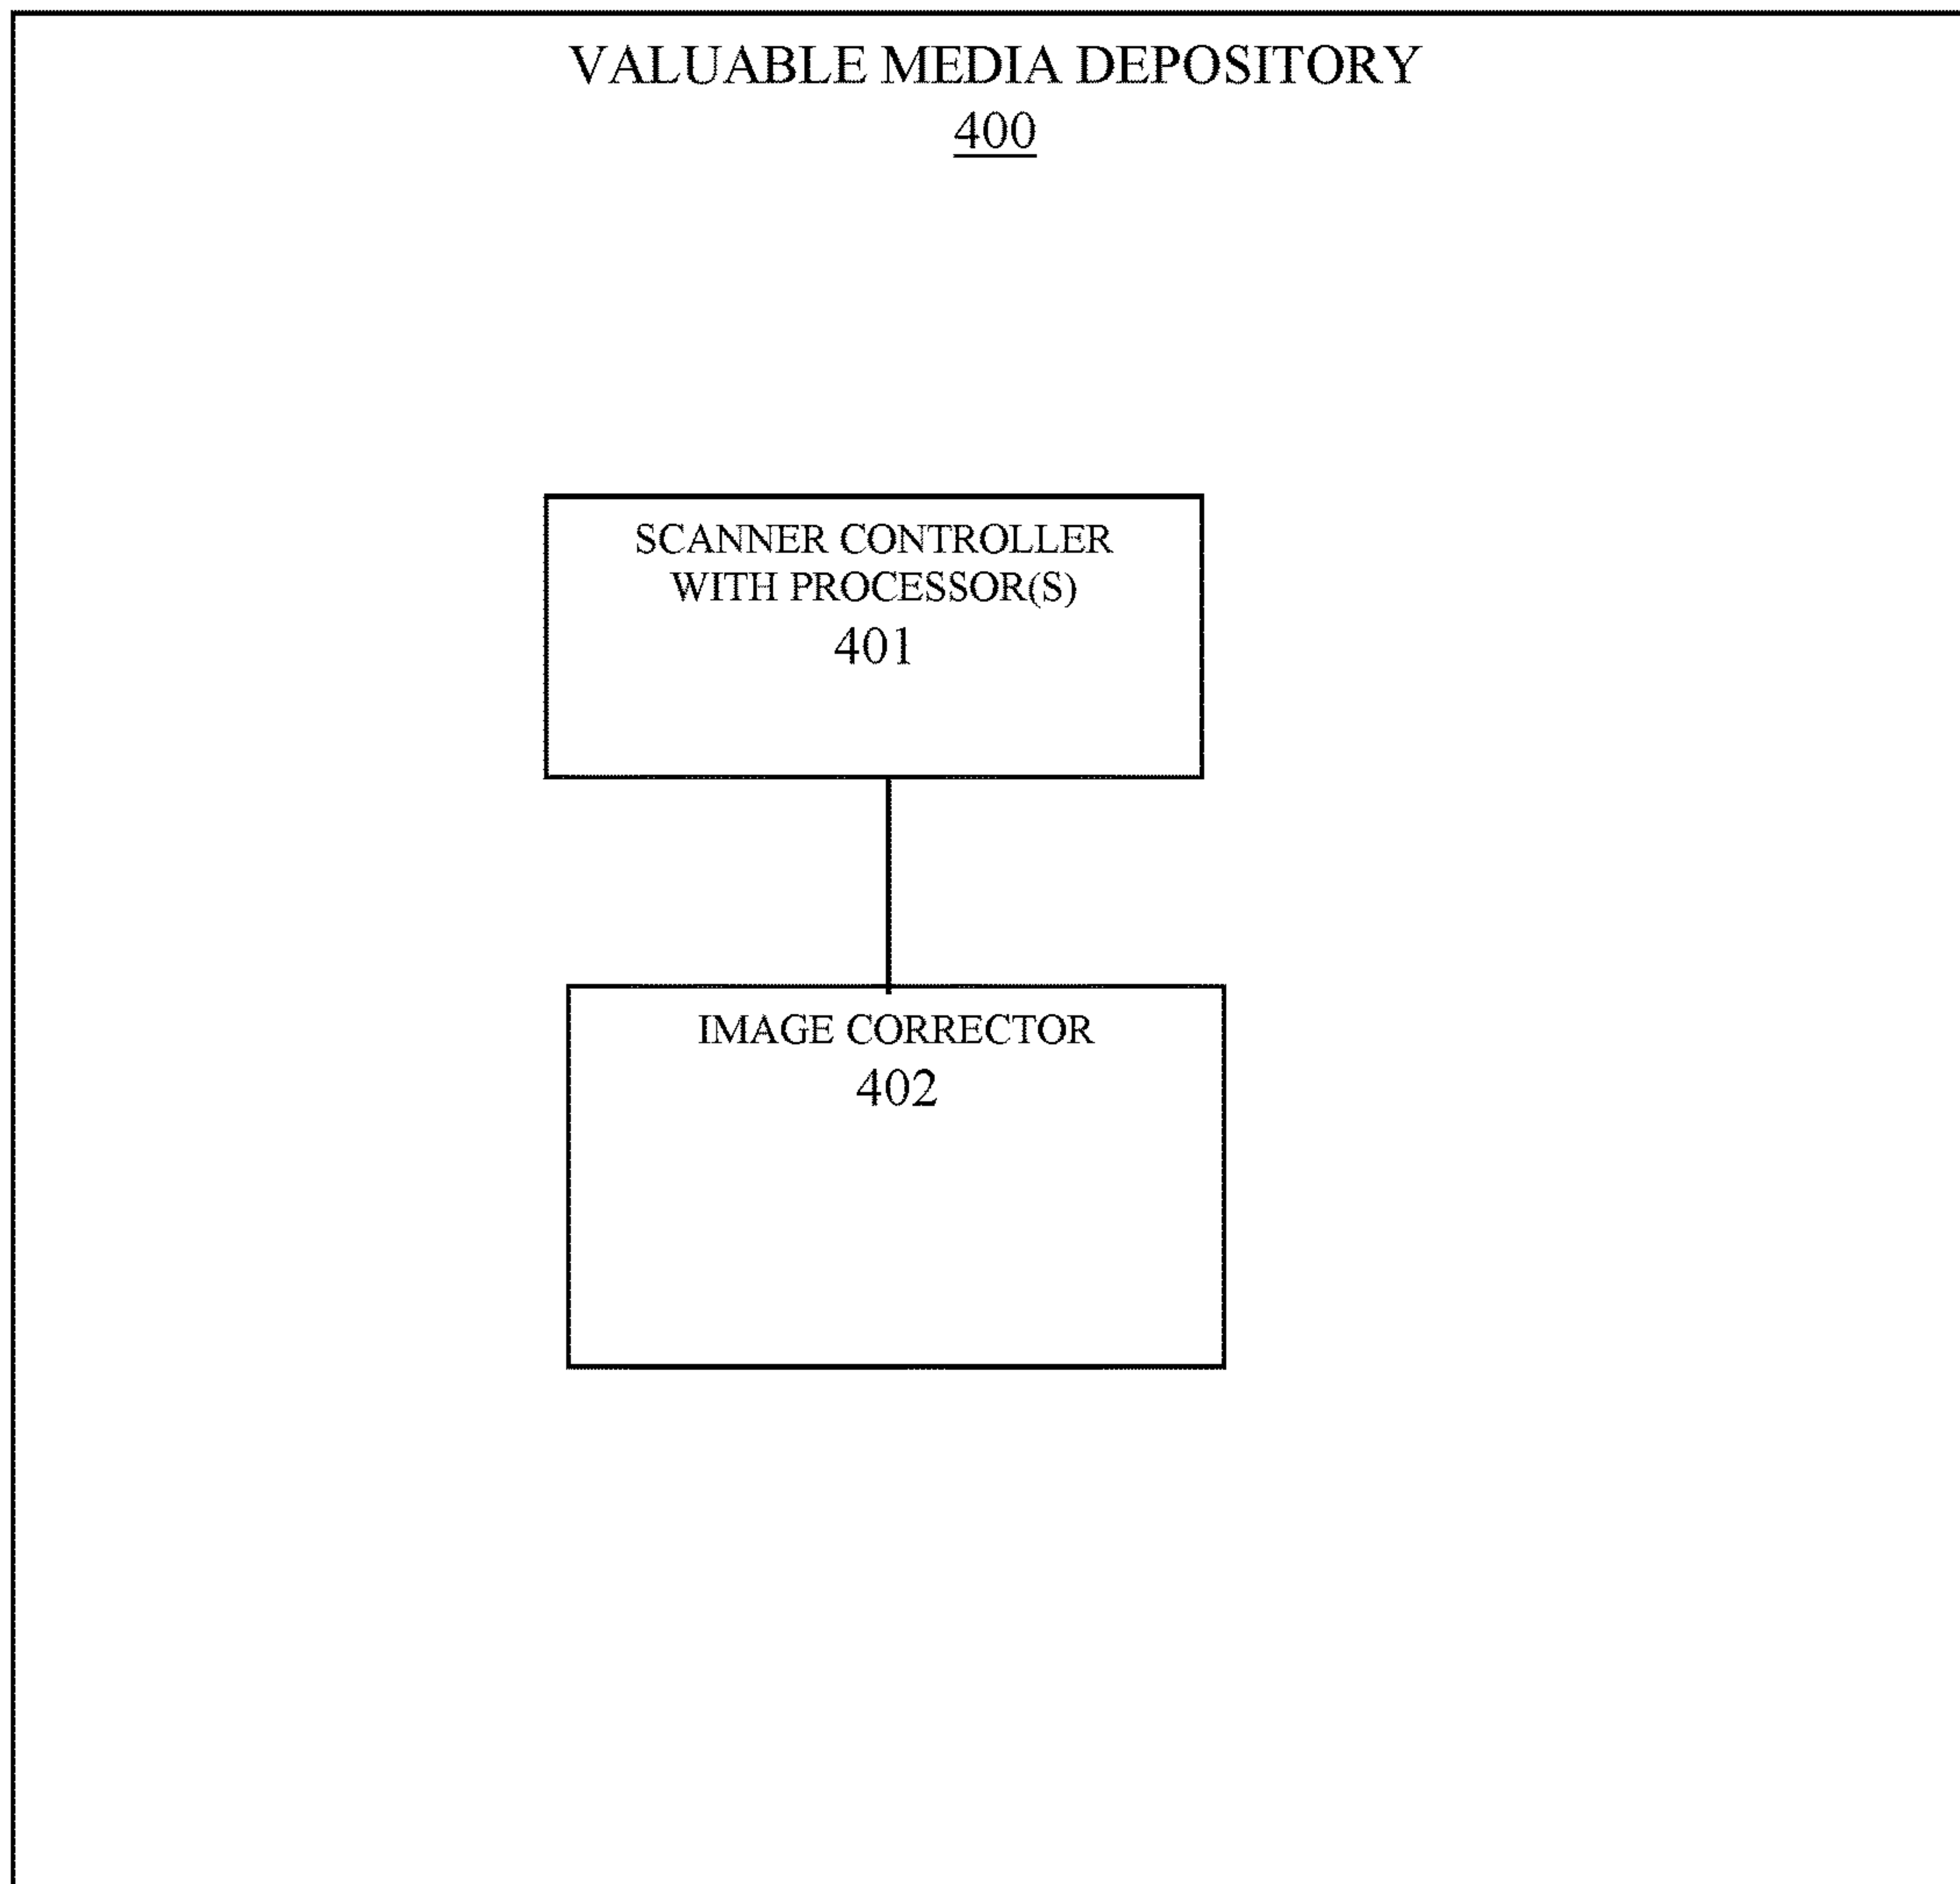 VALUABLE MEDIA DEPOSITORY
400
SCANNER CONTROLLER
WITH PROCESSOR(S)
401
IMAGE CORRECTOR
402